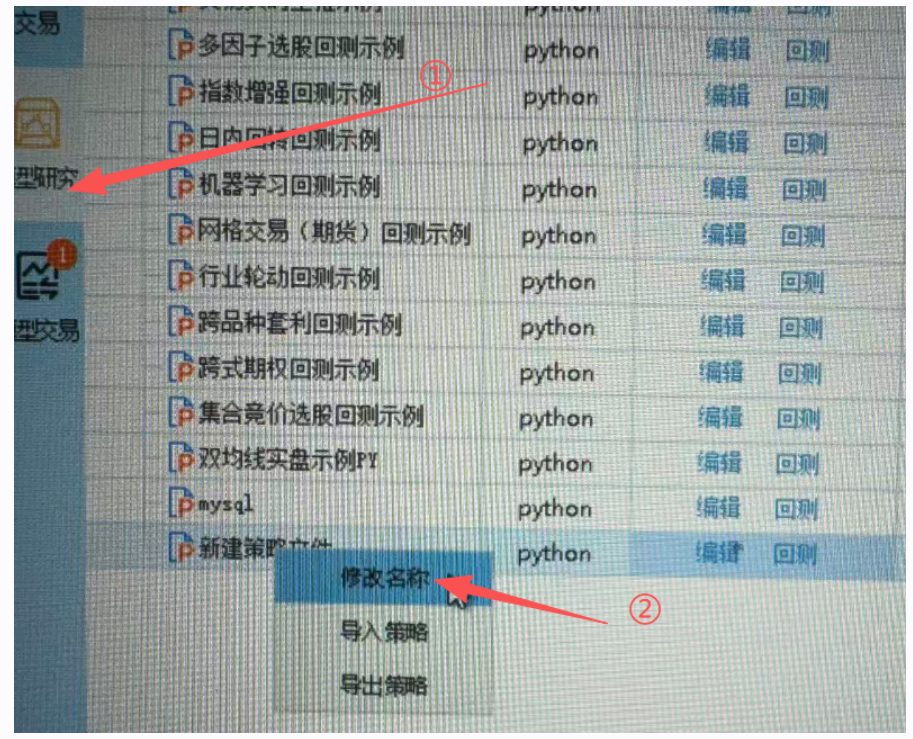 交易
python 编辑 回测
多因子选股回测示例 python 编辑 回测
①
指数增强回测示例 python 编辑 回测
日内回转回测示例 python 编辑 回测
型研究
机器学习回测示例 python 编辑 回测
网格交易（期货）回测示例 python 编辑 回测
1
行业轮动回测示例 python 编辑 回测
型交易
跨品种套利回测示例 python 编辑 回测
跨式期权回测示例 python 编辑 回测
集合竞价选股回测示例 python 编辑 回测
双均线实盘示例PY python 编辑 回测
mysql python 编辑 回测
新建策略文件 python 编辑 回测
修改名称
②
导入策略
导出策略